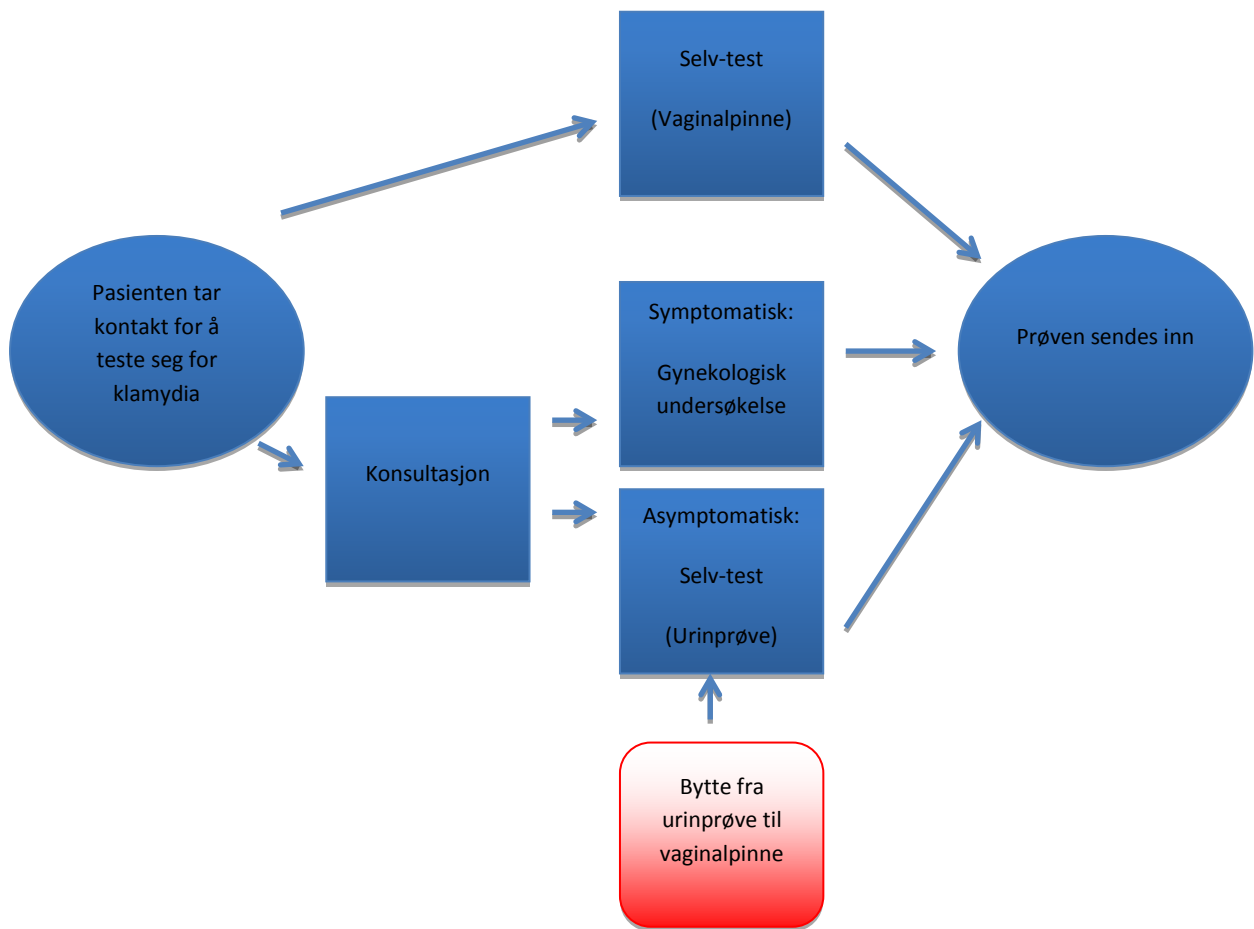 Selv-test
(Vaginalpinne)
Pasienten tar
kontakt for å
teste seg for
klamydia
Symptomatisk:
Gynekologisk
undersøkelse
Prøven sendes inn
Konsultasjon
Asymptomatisk:
Selv-test
(Urinprøve)
Bytte fra
urinprøve til
vaginalpinne